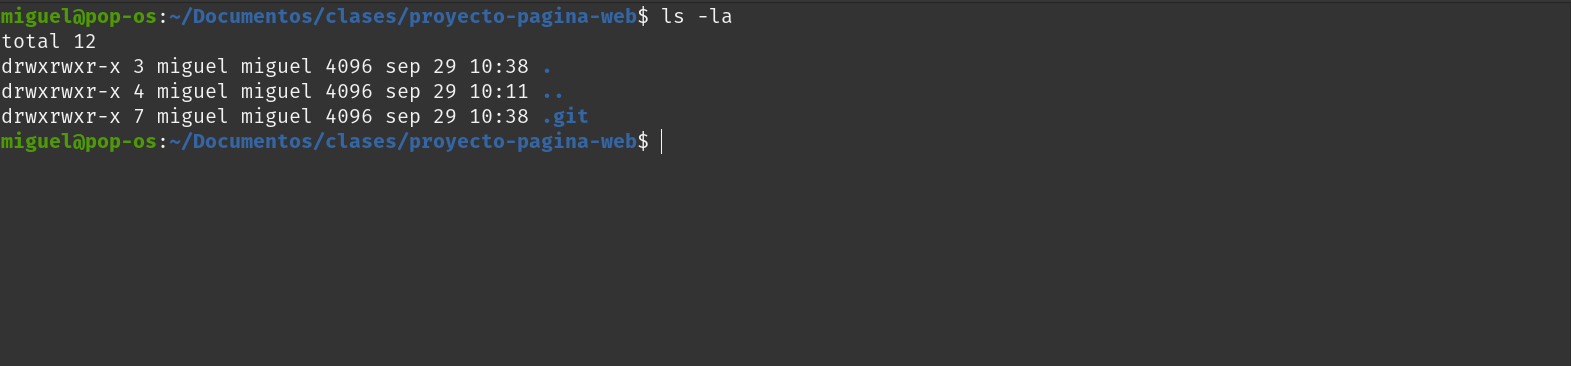 miguel@pop-os:~/Documentos/clases/proyecto-pagina-web$ ls -la
total 12
drwxrwxr-x 3 miguel miguel 4096 sep 29 10:38 .
drwxrwxr-x 4 miguel miguel 4096 sep 29 10:11 ..
drwxrwxr-x 7 miguel miguel 4096 sep 29 10:38 .git
miguel@pop-os:~/Documentos/clases/proyecto-pagina-web$